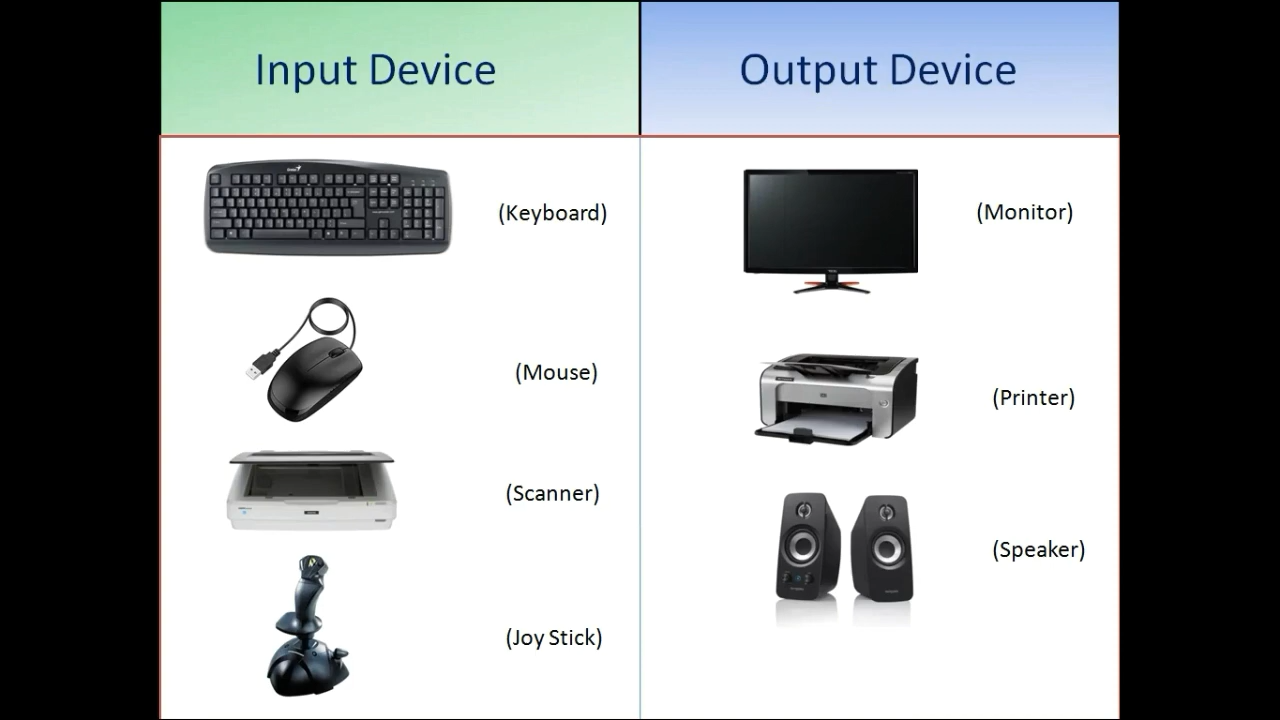 Input Device
Output Device
(Keyboard)
(Monitor)
(Mouse)
(Printer)
(Scanner)
(Speaker)
(Joy Stick)